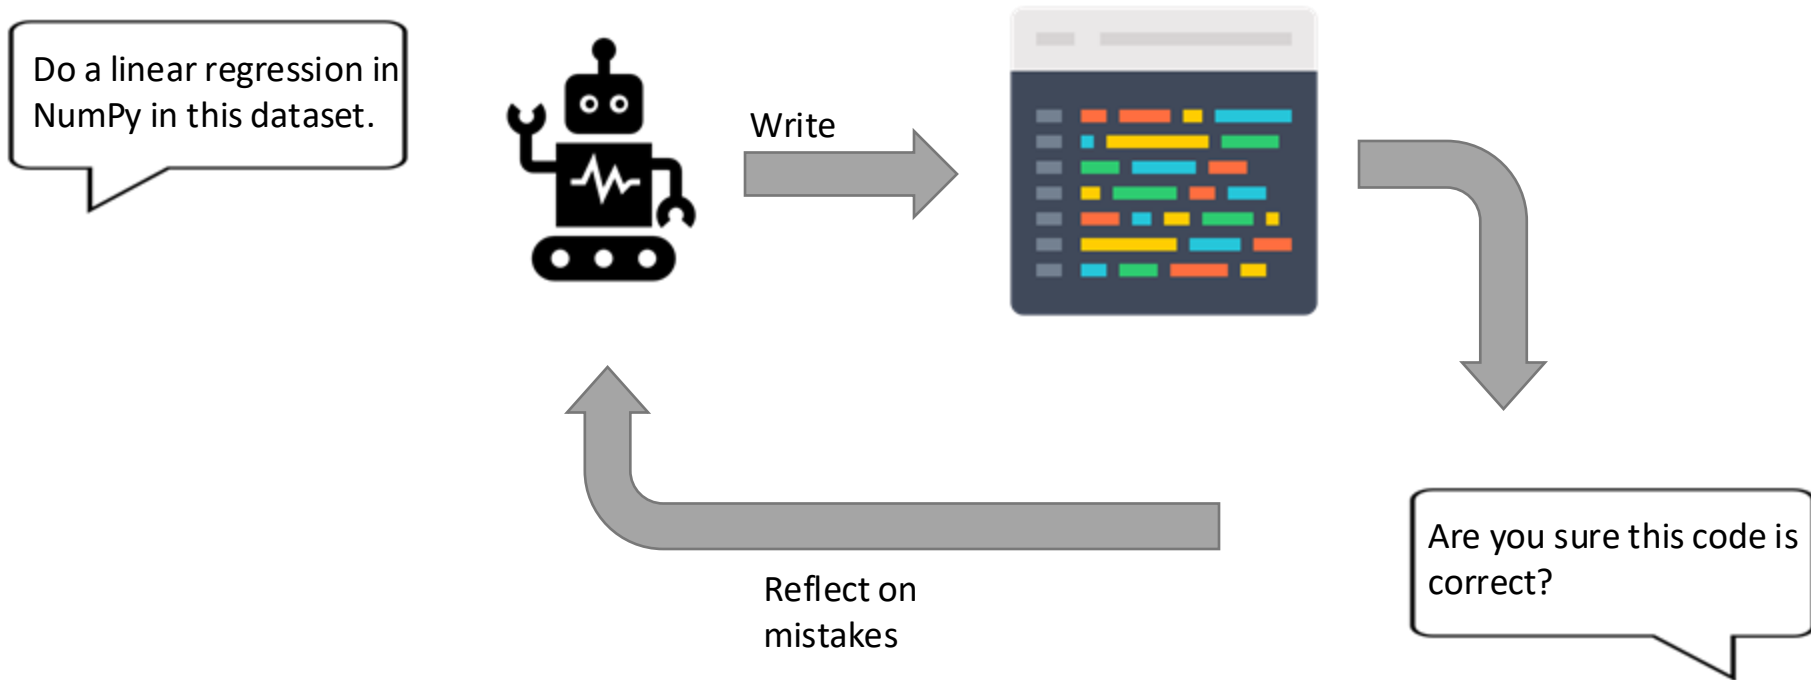 Do a linear regression in
NumPy in this dataset.
Write
Are you sure this code is
correct?
Reflect on
mistakes